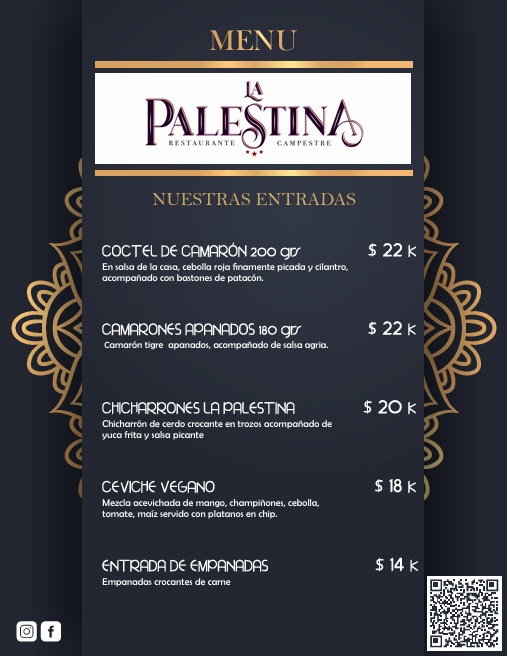 MENU
LA
PALESTINA
RESTAURANTE CAMPESTRE
NUESTRAS ENTRADAS
COCTEL DE CAMARÓN 200 grs $ 22 K
En salsa de la casa, cebolla roja finamente picada y cilantro,
acompañado con bastones de patacón.
CAMARONES APANADOS 180 grs $ 22 K
Camarón tigre apanados, acompañado de salsa agria.
CHICHARRONES LA PALESTINA $ 20 K
Chicharrón de cerdo crocante en trozos acompañado de
yuca frita y salsa picante
CEVICHE VEGANO $ 18 K
Mezcla acevichada de mango, champiñones, cebolla,
tomate, maíz servido con platanos en chip.
ENTRADA DE EMPANADAS $ 14 K
Empanadas crocantes de carne